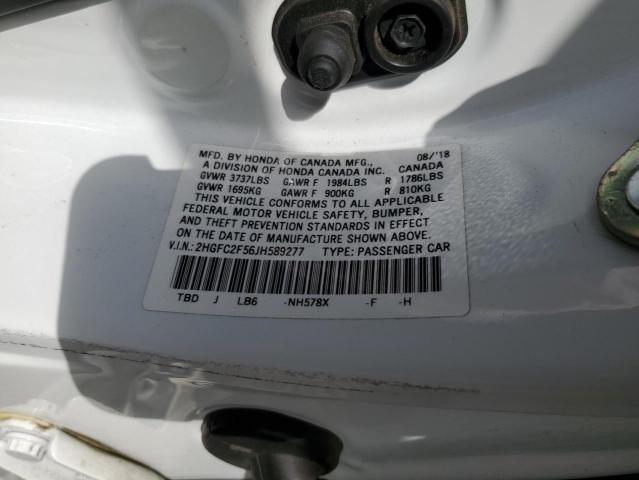 MFD. BY HONDA OF CANADA MFG., 08/'18
A DIVISION OF HONDA CANADA INC. CANADA
GVWR 3737LBS GAWR F 1984LBS R 1786LBS
GVWR 1695KG GAWR F 900KG R 810KG
THIS VEHICLE CONFORMS TO ALL APPLICABLE
FEDERAL MOTOR VEHICLE SAFETY, BUMPER,
AND THEFT PREVENTION STANDARDS IN EFFECT
ON THE DATE OF MANUFACTURE SHOWN ABOVE.
V.I.N.: 2HGFC2F56JH589277 TYPE: PASSENGER CAR
TBD J LB6 -NH578X -F -H